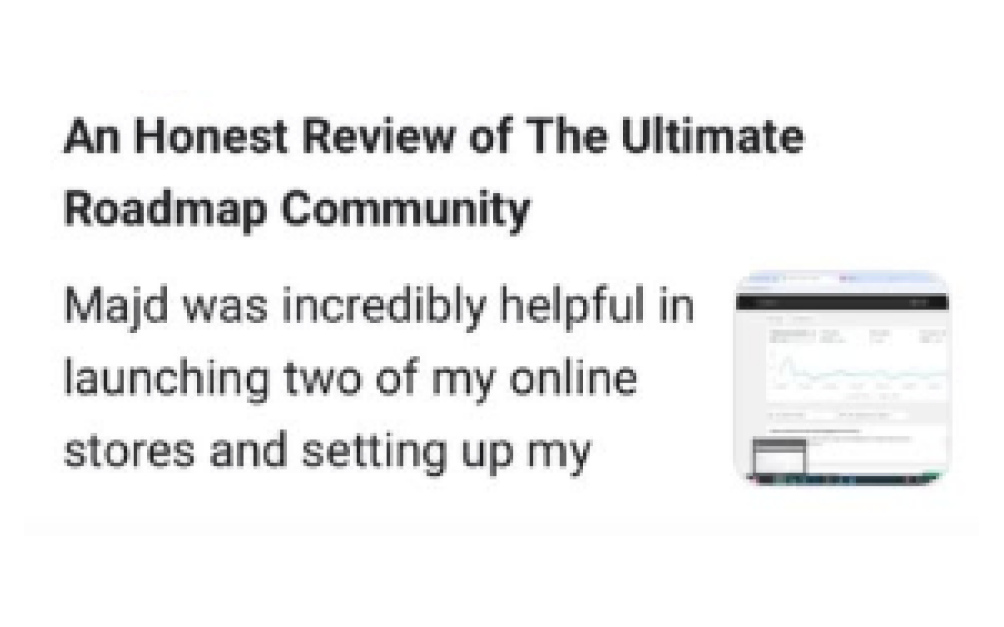 An Honest Review of The Ultimate
Roadmap Community
Majd was incredibly helpful in
launching two of my online
stores and setting up my